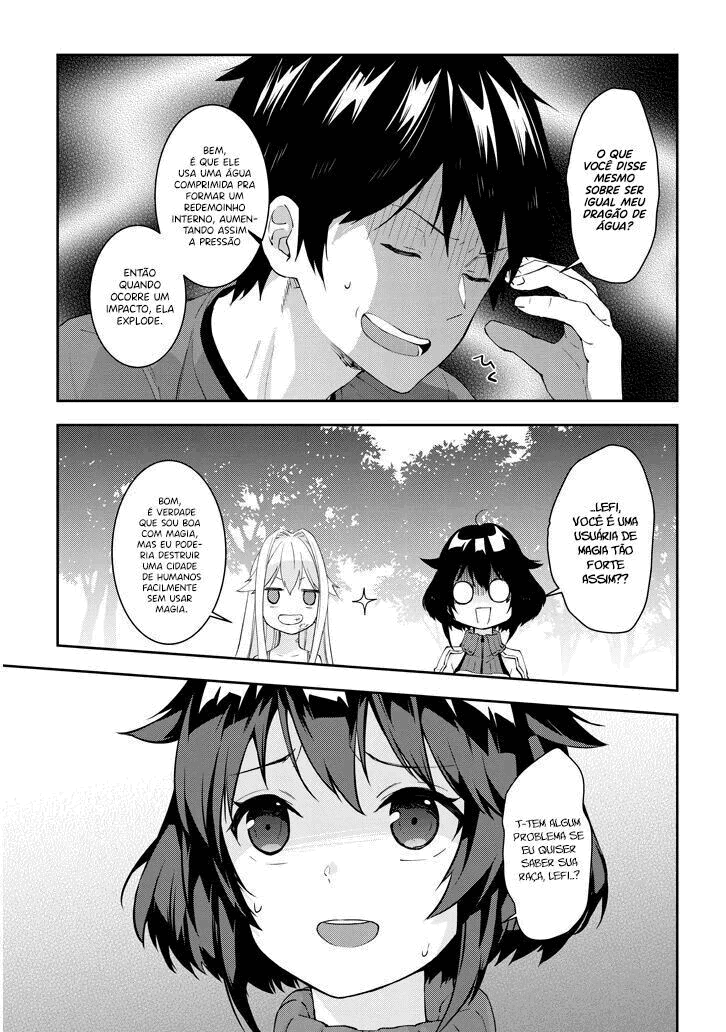 O QUE
VOCÊ DISSE
MESMO
SOBRE SER
IGUAL MEU
DRAGÃO DE
ÁGUA?
BEM,
É QUE ELE
USA UMA ÁGUA
COMPRIMIDA PRA
FORMAR UM
REDEMOINHO
INTERNO, AUMEN-
TANDO ASSIM
A PRESSÃO
ENTÃO
QUANDO
OCORRE UM
IMPACTO, ELA
EXPLODE.
..LEFI,
VOCÊ É UMA
USUÁRIA DE
MAGIA TÃO
FORTE
ASSIM??
BOM,
É VERDADE
QUE SOU BOA
COM MAGIA,
MAS EU PODE-
RIA DESTRUIR
UMA CIDADE
DE HUMANOS
FACILMENTE
SEM USAR
MAGIA.
T-TEM ALGUM
PROBLEMA SE
EU QUISER
SABER SUA
RAÇA, LEFI..?